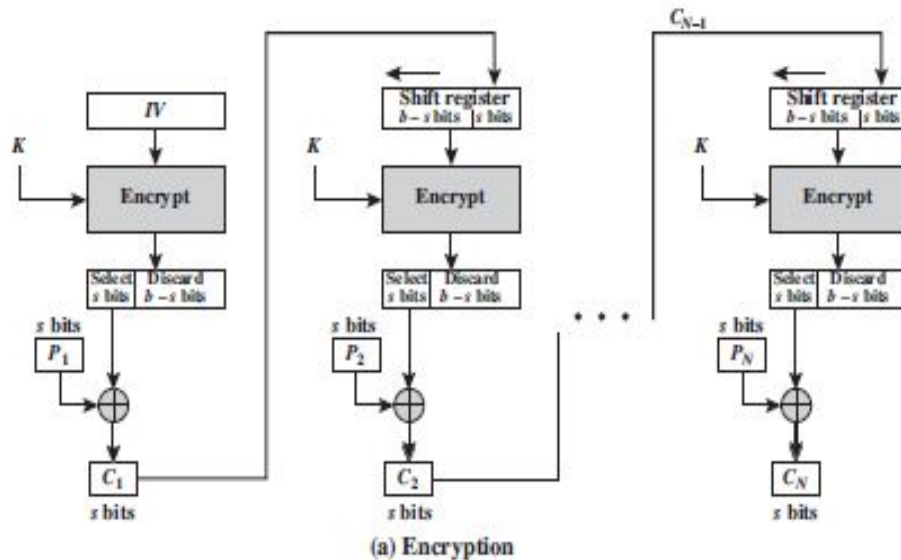 C_{N-1}
IV
Shift register
b – s bits s bits
Shift register
b – s bits s bits
K
K
K
Encrypt
Encrypt
Encrypt
Select Discard
s bits b – s bits
Select Discard
s bits b – s bits
Select Discard
s bits b – s bits
s bits
P_1
s bits
P_2
s bits
P_N
• • •
C_1
s bits
C_2
s bits
C_N
s bits
(a) Encryption